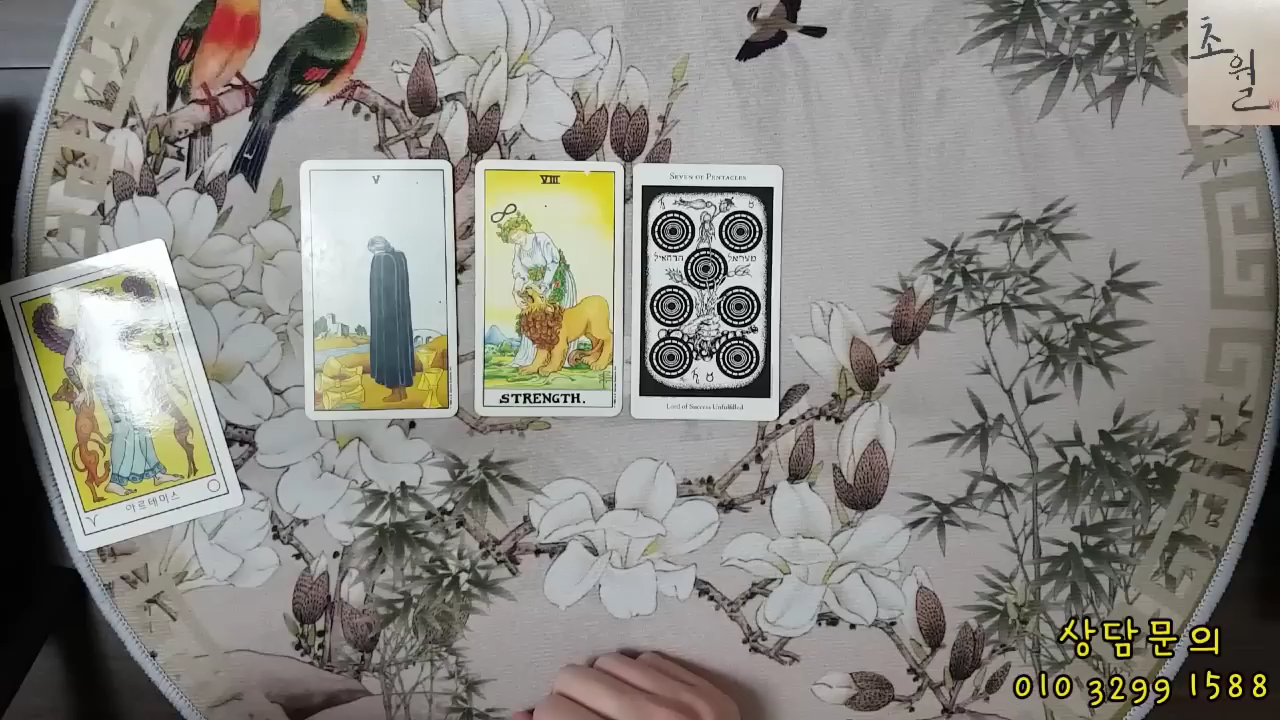 초월
V
VIII
STRENGTH.
SEVEN OF PENTACLES
Lord of Success Unfulfilled
아르테미스
상담문의
010 3299 1588